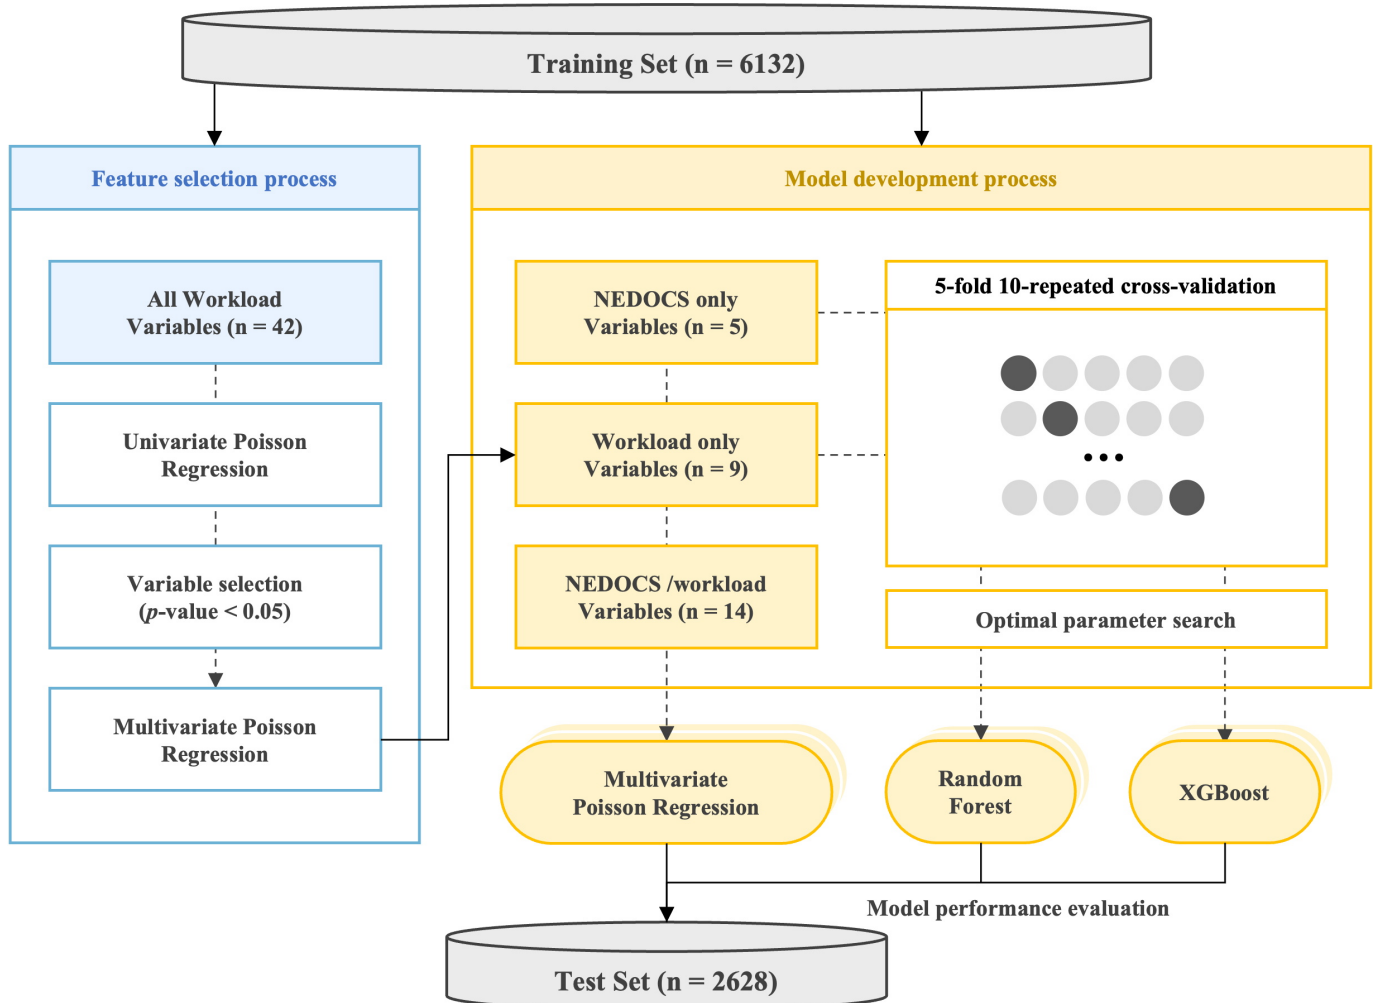 Training Set (n = 6132)
Feature selection process
All Workload
Variables (n = 42)
Univariate Poisson
Regression
Variable selection
(p-value < 0.05)
Multivariate Poisson
Regression
Model development process
NEDOCS only
Variables (n = 5)
Workload only
Variables (n = 9)
NEDOCS /workload
Variables (n = 14)
5-fold 10-repeated cross-validation
Optimal parameter search
Multivariate
Poisson Regression
Random
Forest
XGBoost
Model performance evaluation
Test Set (n = 2628)